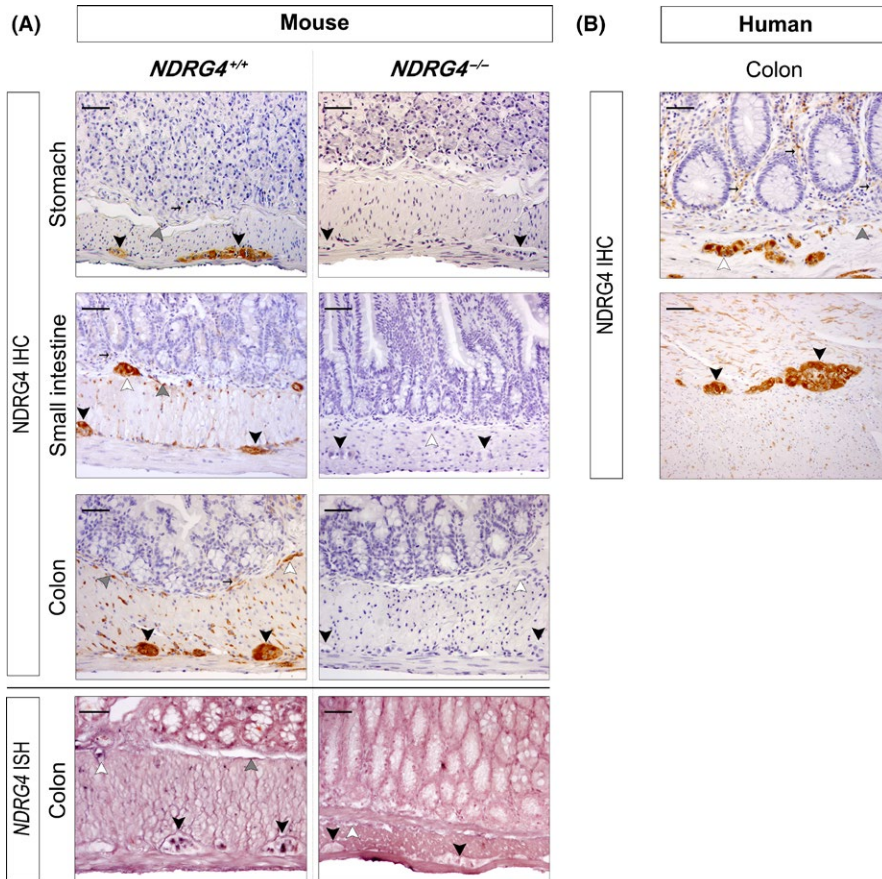 (A)
Mouse
NDRG4+/+
NDRG4–/–
NDRG4 IHC
Stomach
Small intestine
Colon
NDRG4 ISH
Colon
(B)
Human
Colon
NDRG4 IHC